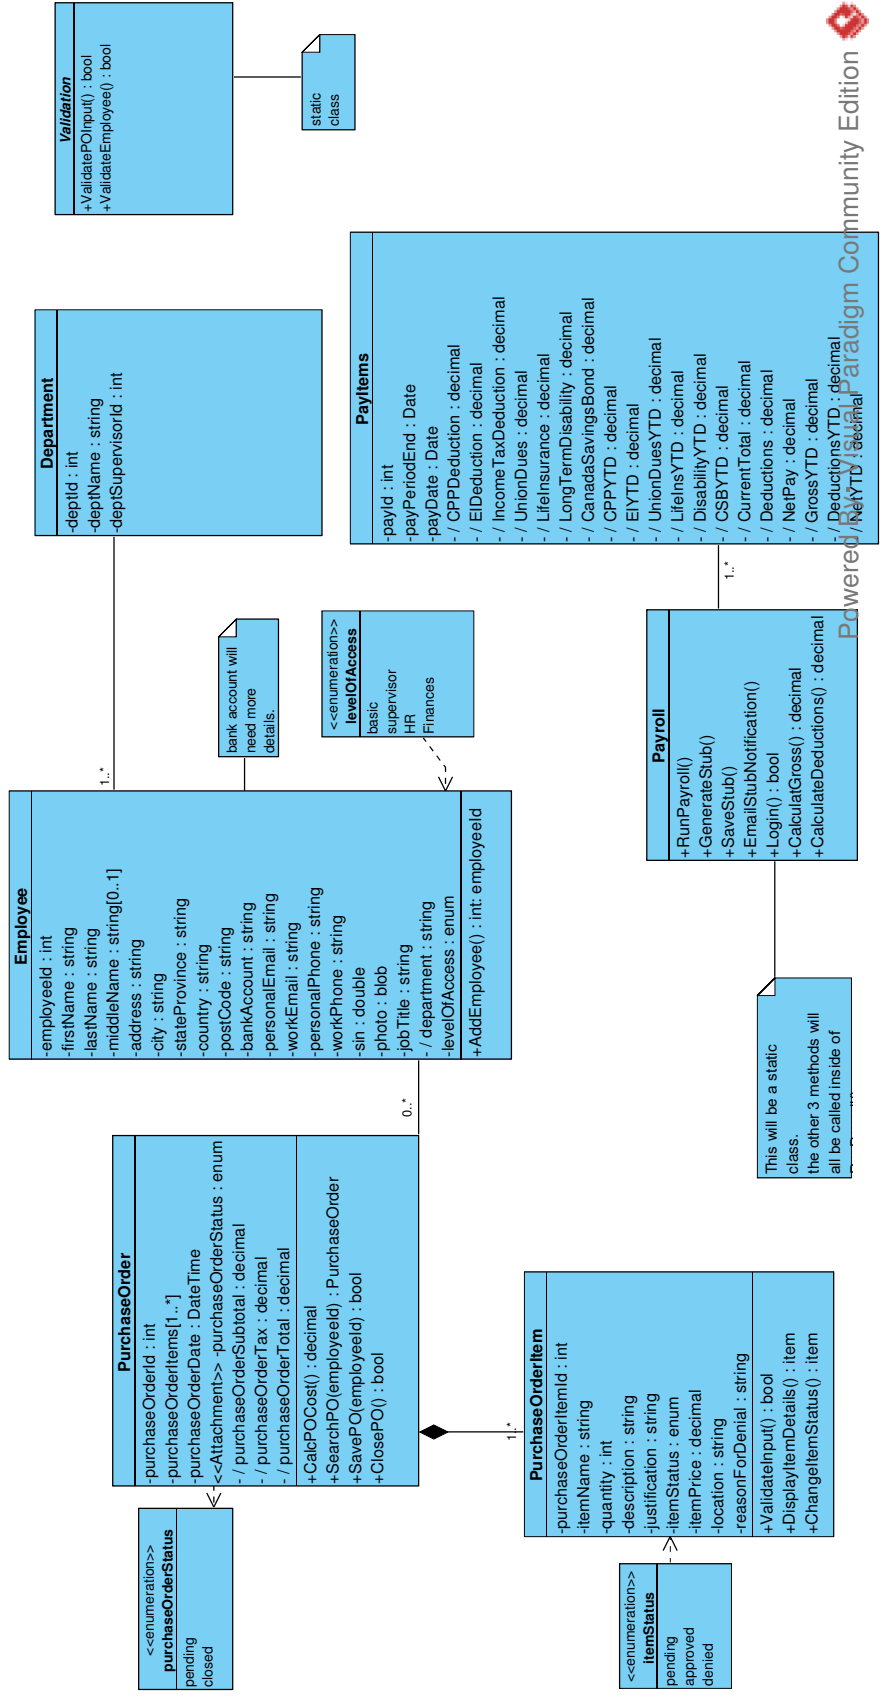 Validation
+ValidatePOInput() : bool
+ValidateEmployee() : bool
static
class
Department
-deptId : int
-deptName : string
-deptSupervisorId : int
1..*
Employee
-employeeId : int
-firstName : string
-lastName : string
-middleName : string[0..1]
-address : string
-city : string
-stateProvince : string
-country : string
-postCode : string
-bankAccount : string
-personalEmail : string
-workEmail : string
-personalPhone : string
-workPhone : string
-sin : double
-photo : blob
-jobTitle : string
- / department : string
-levelOfAccess : enum
+AddEmployee() : int: employeeId
bank account will
need more
details.
<<enumeration>>
levelOfAccess
basic
supervisor
HR
Finances
0..*
PurchaseOrder
-purchaseOrderId : int
-purchaseOrderItems[1..*]
-purchaseOrderDate : DateTime
<<Attachment>> -purchaseOrderStatus : enum
- / purchaseOrderSubtotal : decimal
- / purchaseOrderTax : decimal
- / purchaseOrderTotal : decimal
+CalcPOCost() : decimal
+SearchPO(employeeId) : PurchaseOrder
+SavePO(employeeId) : bool
+ClosePO() : bool
<<enumeration>>
purchaseOrderStatus
pending
closed
1..*
PurchaseOrderItem
-purchaseOrderItemId : int
-itemName : string
-quantity : int
-description : string
-justification : string
-itemStatus : enum
-itemPrice : decimal
-location : string
-reasonForDenial : string
+ValidateInput() : bool
+DisplayItemDetails() : item
+ChangeItemStatus() : item
<<enumeration>>
itemStatus
pending
approved
denied
PayItems
-payId : int
-payPeriodEnd : Date
-payDate : Date
- / CPPDeduction : decimal
- / EIDeduction : decimal
- / IncomeTaxDeduction : decimal
- / UnionDues : decimal
- / LifeInsurance : decimal
- / LongTermDisability : decimal
- / CanadaSavingsBond : decimal
- / CPPYTD : decimal
- / EIYTD : decimal
- / UnionDuesYTD : decimal
- / LifeInsYTD : decimal
- / DisabilityYTD : decimal
- / CSBYTD : decimal
- / CurrentTotal : decimal
- / Deductions : decimal
- / NetPay : decimal
- / GrossYTD : decimal
- / DeductionsYTD : decimal
- / NetYTD : decimal
1..*
Payroll
+RunPayroll()
+GenerateStub()
+SaveStub()
+EmailStubNotification()
+Login() : bool
+CalculatGross() : decimal
+CalculateDeductions() : decimal
This will be a static
class.
the other 3 methods will
all be called inside of
Powered By: Visual Paradigm Community Edition